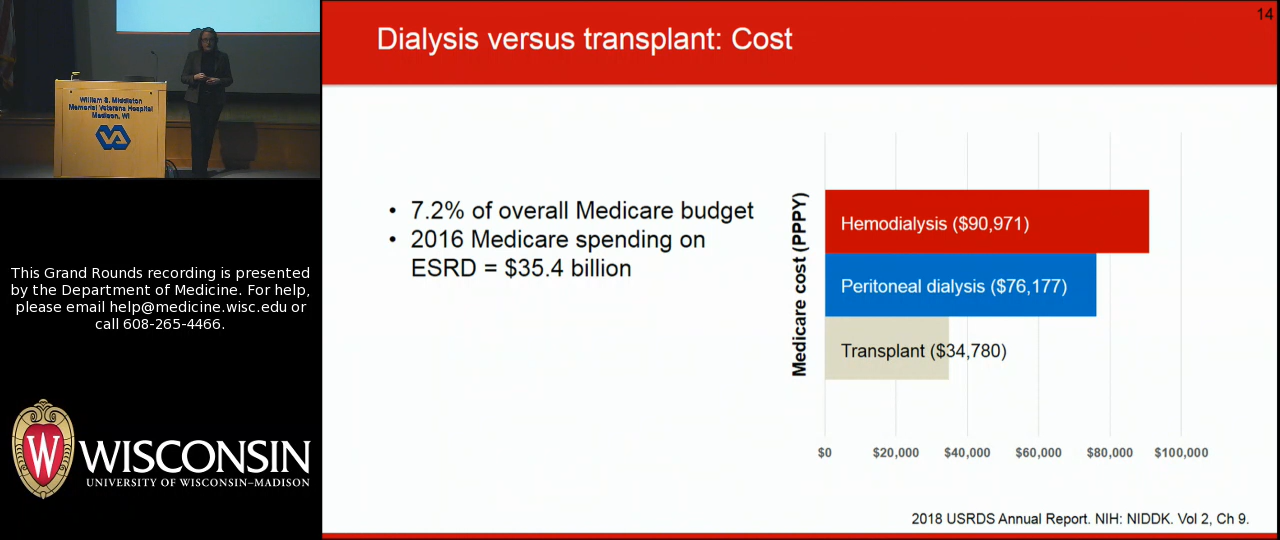 William S. Middleton
Memorial Veterans Hospital
Madison, WI
VA
This Grand Rounds recording is presented
by the Department of Medicine. For help,
please email help@medicine.wisc.edu or
call 608-265-4466.
W
WISCONSIN
UNIVERSITY OF WISCONSIN–MADISON
14
Dialysis versus transplant: Cost
• 7.2% of overall Medicare budget
• 2016 Medicare spending on
ESRD = $35.4 billion
Medicare cost (PPPY)
Hemodialysis ($90,971)
Peritoneal dialysis ($76,177)
Transplant ($34,780)
$0 $20,000 $40,000 $60,000 $80,000 $100,000
2018 USRDS Annual Report. NIH: NIDDK. Vol 2, Ch 9.